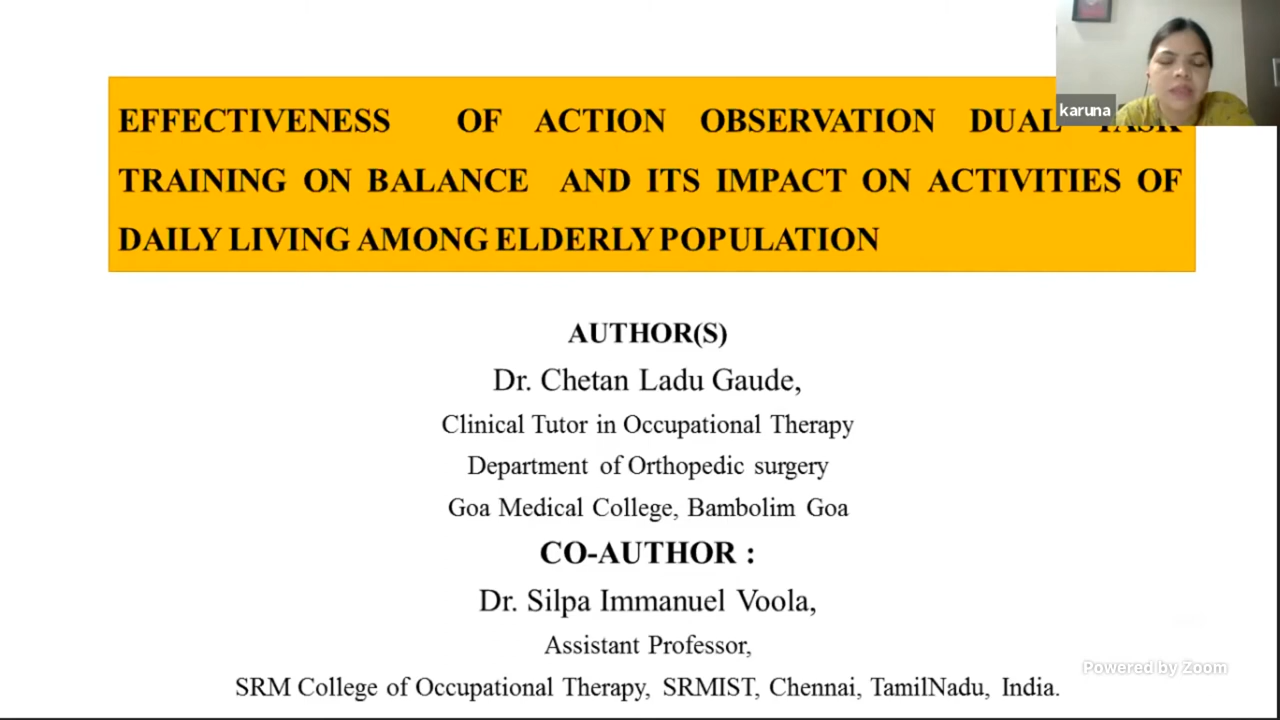 EFFECTIVENESS OF ACTION OBSERVATION DUAL TASK
TRAINING ON BALANCE AND ITS IMPACT ON ACTIVITIES OF
DAILY LIVING AMONG ELDERLY POPULATION
karuna
AUTHOR(S)
Dr. Chetan Ladu Gaude,
Clinical Tutor in Occupational Therapy
Department of Orthopedic surgery
Goa Medical College, Bambolim Goa
CO-AUTHOR :
Dr. Silpa Immanuel Voola,
Assistant Professor,
SRM College of Occupational Therapy, SRMIST, Chennai, TamilNadu, India.
Powered by Zoom